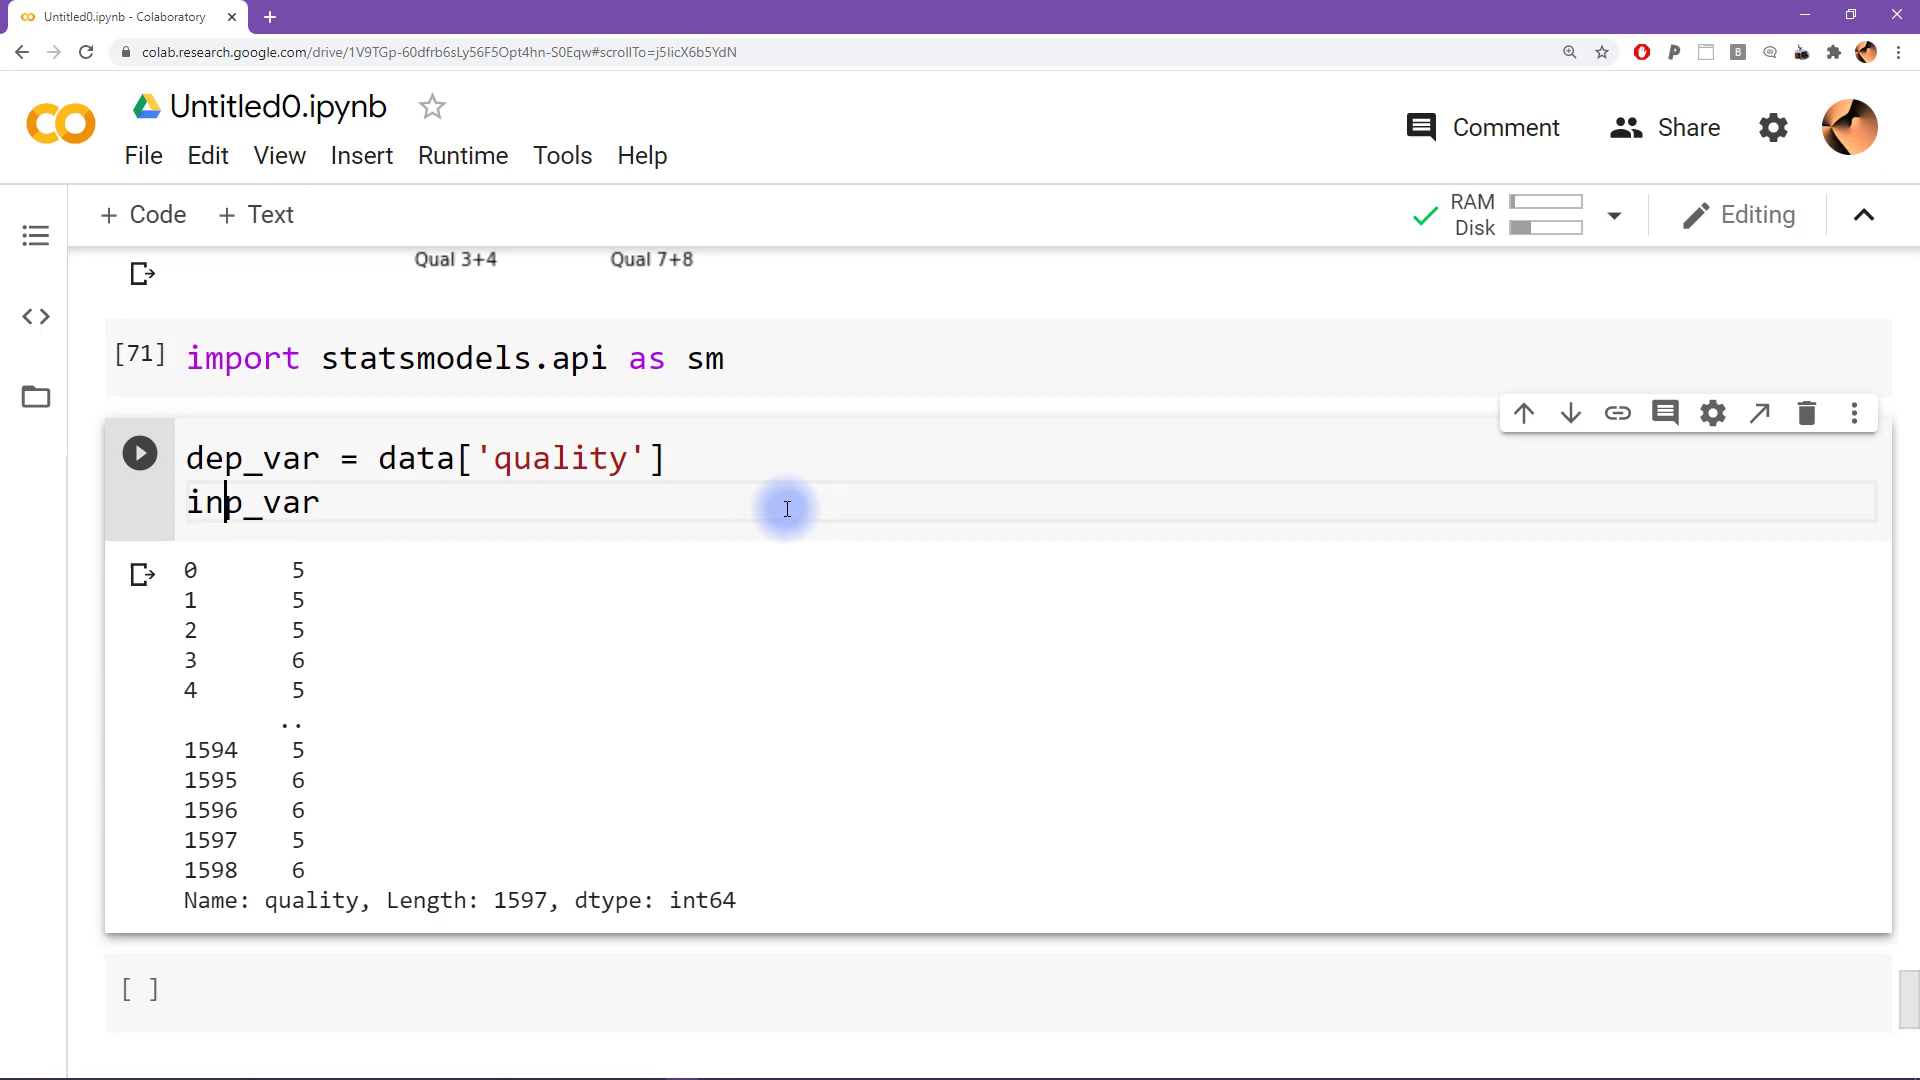 Untitled0.ipynb - Colaboratory
colab.research.google.com/drive/1V9TGp-60dfrb6sLy56F5Opt4hn-S0Eqw#scrollTo=j5IicX6b5YdN
Untitled0.ipynb
Comment
Share
File Edit View Insert Runtime Tools Help
+ Code + Text
RAM
Disk
Editing
Qual 3+4 Qual 7+8
[71] import statsmodels.api as sm
dep_var = data['quality']
inp_var
0 5
1 5
2 5
3 6
4 5
..
1594 5
1595 6
1596 6
1597 5
1598 6
Name: quality, Length: 1597, dtype: int64
[ ]